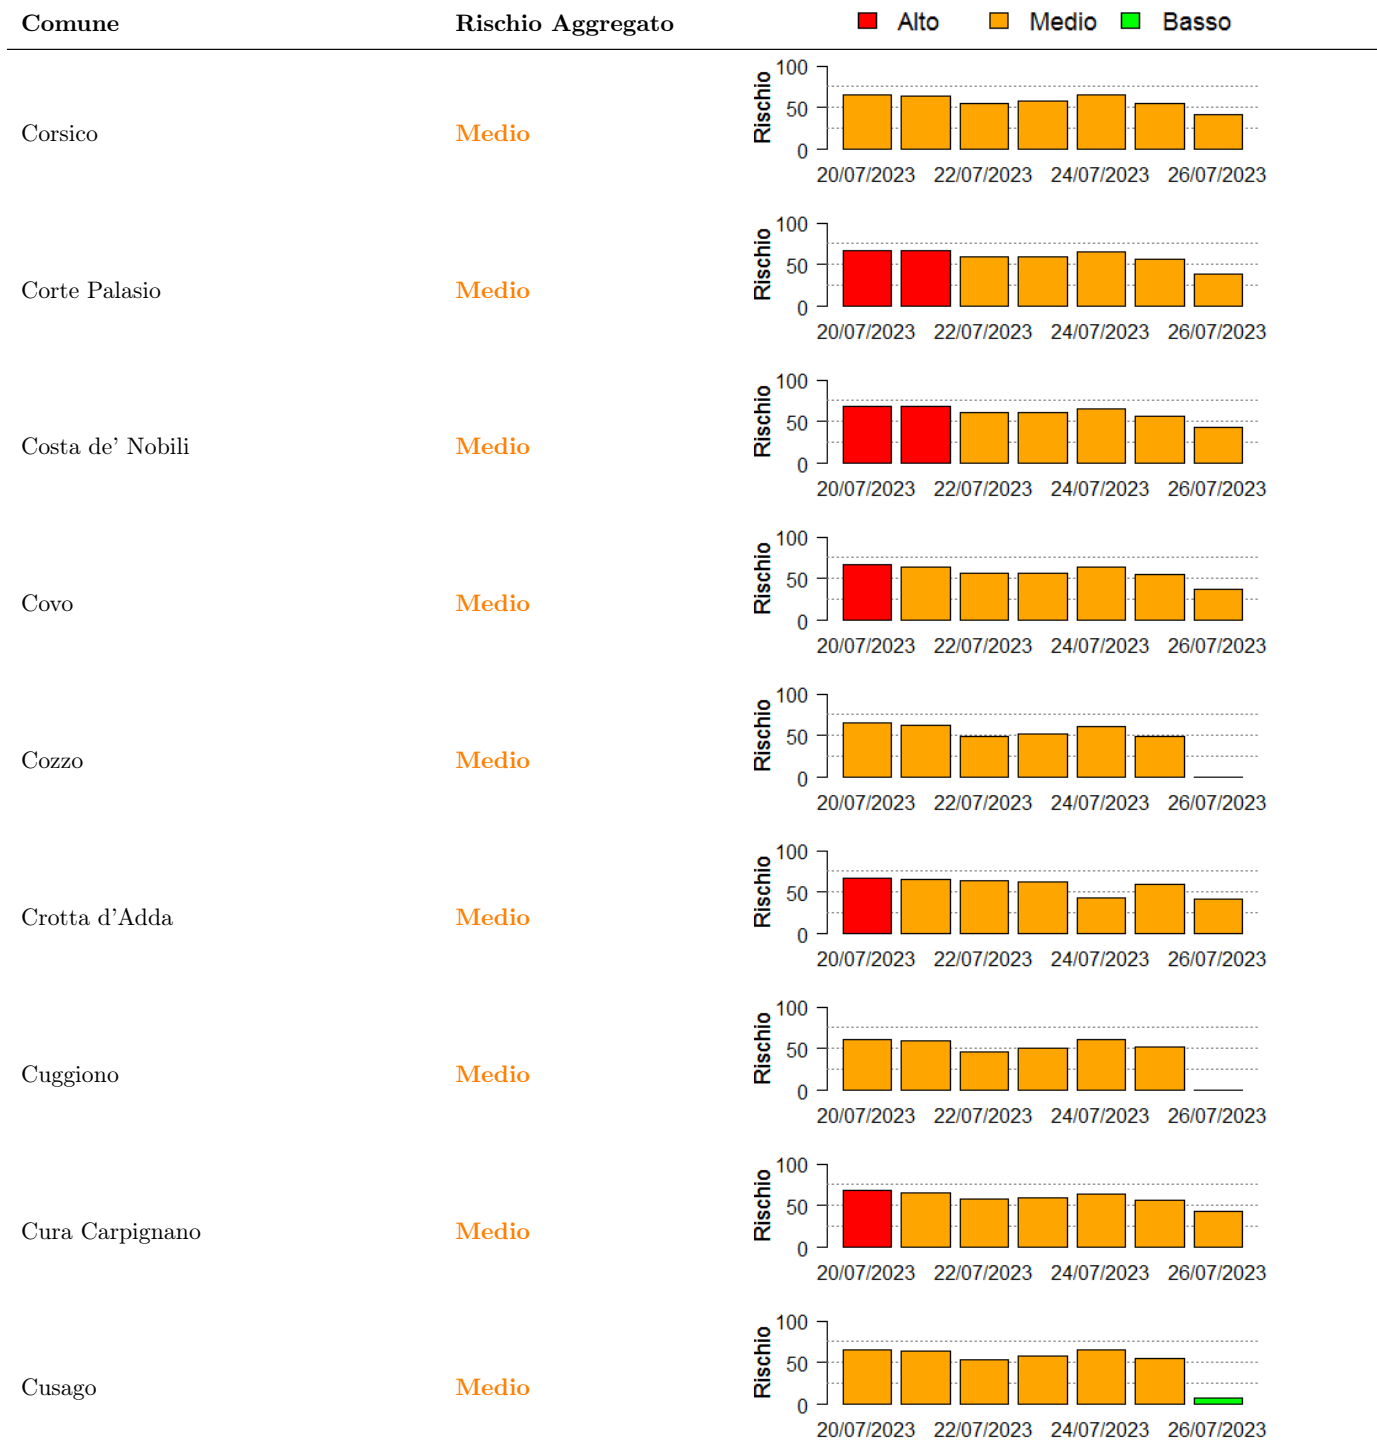 Comune Rischio Aggregato Alto Medio Basso
100
50
0
Rischio
Corsico Medio
20/07/2023 22/07/2023 24/07/2023 26/07/2023
100
50
0
Rischio
Corte Palasio Medio
20/07/2023 22/07/2023 24/07/2023 26/07/2023
100
50
0
Rischio
Costa de’ Nobili Medio
20/07/2023 22/07/2023 24/07/2023 26/07/2023
100
50
0
Rischio
Covo Medio
20/07/2023 22/07/2023 24/07/2023 26/07/2023
100
50
0
Rischio
Cozzo Medio
20/07/2023 22/07/2023 24/07/2023 26/07/2023
100
50
0
Rischio
Crotta d’Adda Medio
20/07/2023 22/07/2023 24/07/2023 26/07/2023
100
50
0
Rischio
Cuggiono Medio
20/07/2023 22/07/2023 24/07/2023 26/07/2023
100
50
0
Rischio
Cura Carpignano Medio
20/07/2023 22/07/2023 24/07/2023 26/07/2023
100
50
0
Rischio
Cusago Medio
20/07/2023 22/07/2023 24/07/2023 26/07/2023